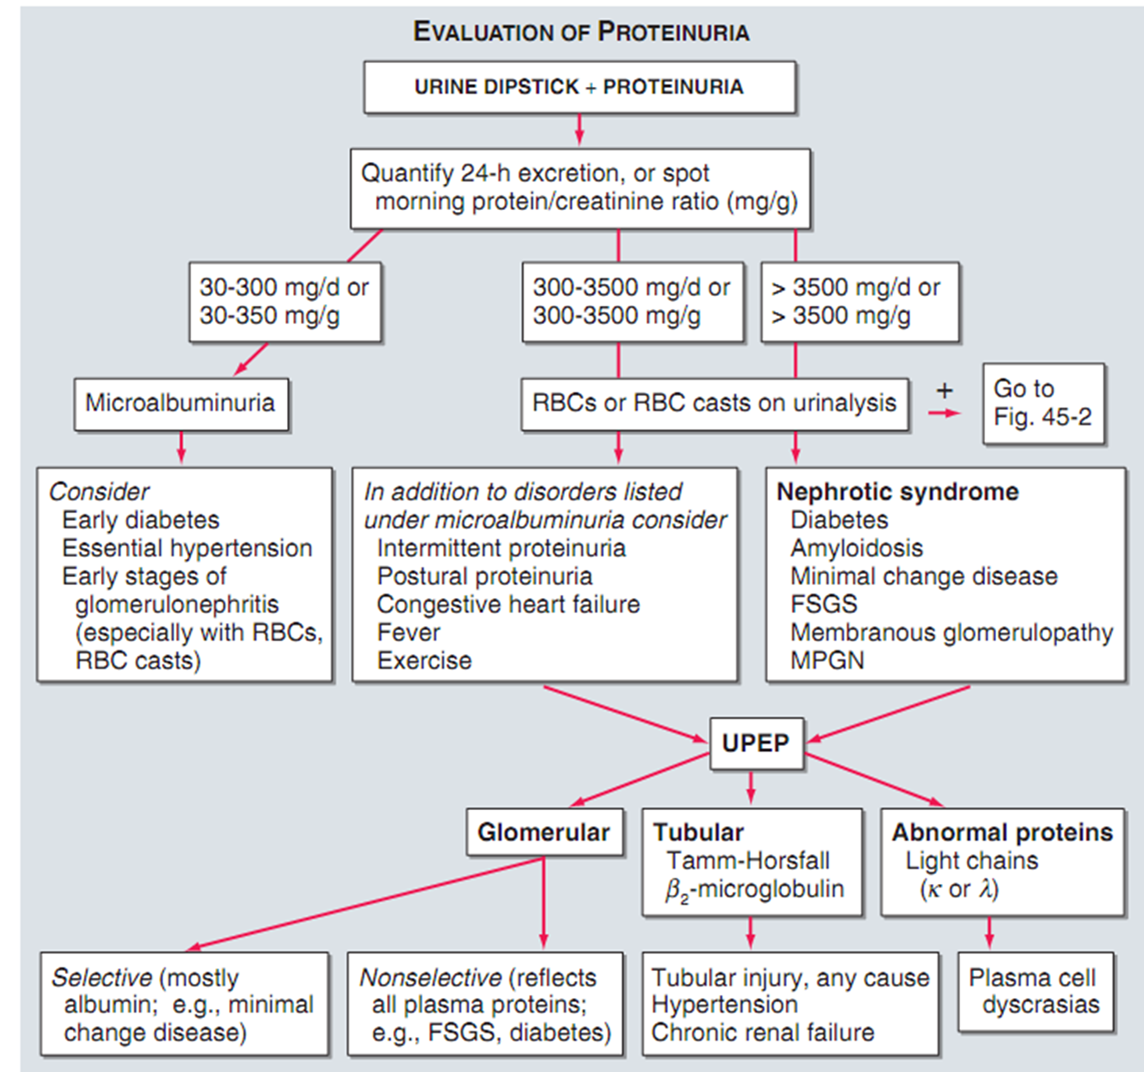 EVALUATION OF PROTEINURIA
URINE DIPSTICK + PROTEINURIA
Quantify 24-h excretion, or spot
morning protein/creatinine ratio (mg/g)
30-300 mg/d or
30-350 mg/g
300-3500 mg/d or
300-3500 mg/g
> 3500 mg/d or
> 3500 mg/g
Microalbuminuria
RBCs or RBC casts on urinalysis
+
Go to
Fig. 45-2
Consider
Early diabetes
Essential hypertension
Early stages of
glomerulonephritis
(especially with RBCs,
RBC casts)
In addition to disorders listed
under microalbuminuria consider
Intermittent proteinuria
Postural proteinuria
Congestive heart failure
Fever
Exercise
Nephrotic syndrome
Diabetes
Amyloidosis
Minimal change disease
FSGS
Membranous glomerulopathy
MPGN
UPEP
Glomerular
Tubular
Tamm-Horsfall
β₂-microglobulin
Abnormal proteins
Light chains
(κ or λ)
Selective (mostly
albumin; e.g., minimal
change disease)
Nonselective (reflects
all plasma proteins;
e.g., FSGS, diabetes)
Tubular injury, any cause
Hypertension
Chronic renal failure
Plasma cell
dyscrasias